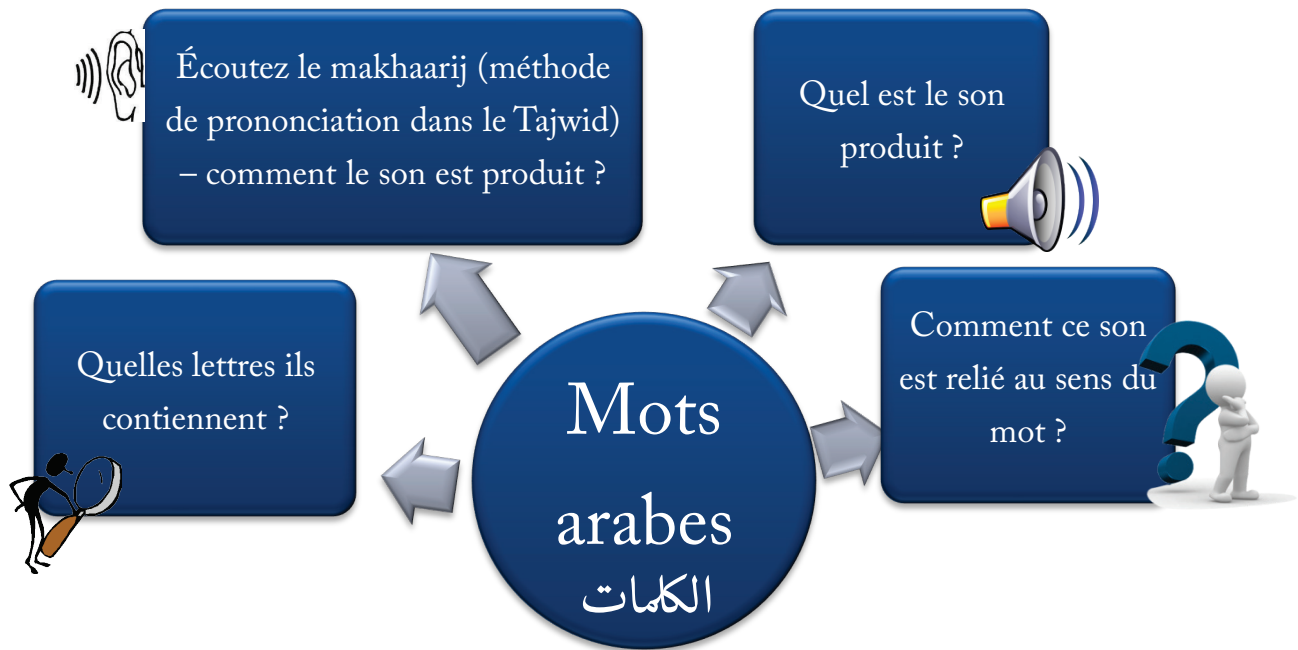 Écoutez le makhaarij (méthode
de prononciation dans le Tajwid)
– comment le son est produit ?
Quel est le son
produit ?
Quelles lettres ils
contiennent ?
Comment ce son
est relié au sens du
mot ?
Mots
arabes
الكلمات